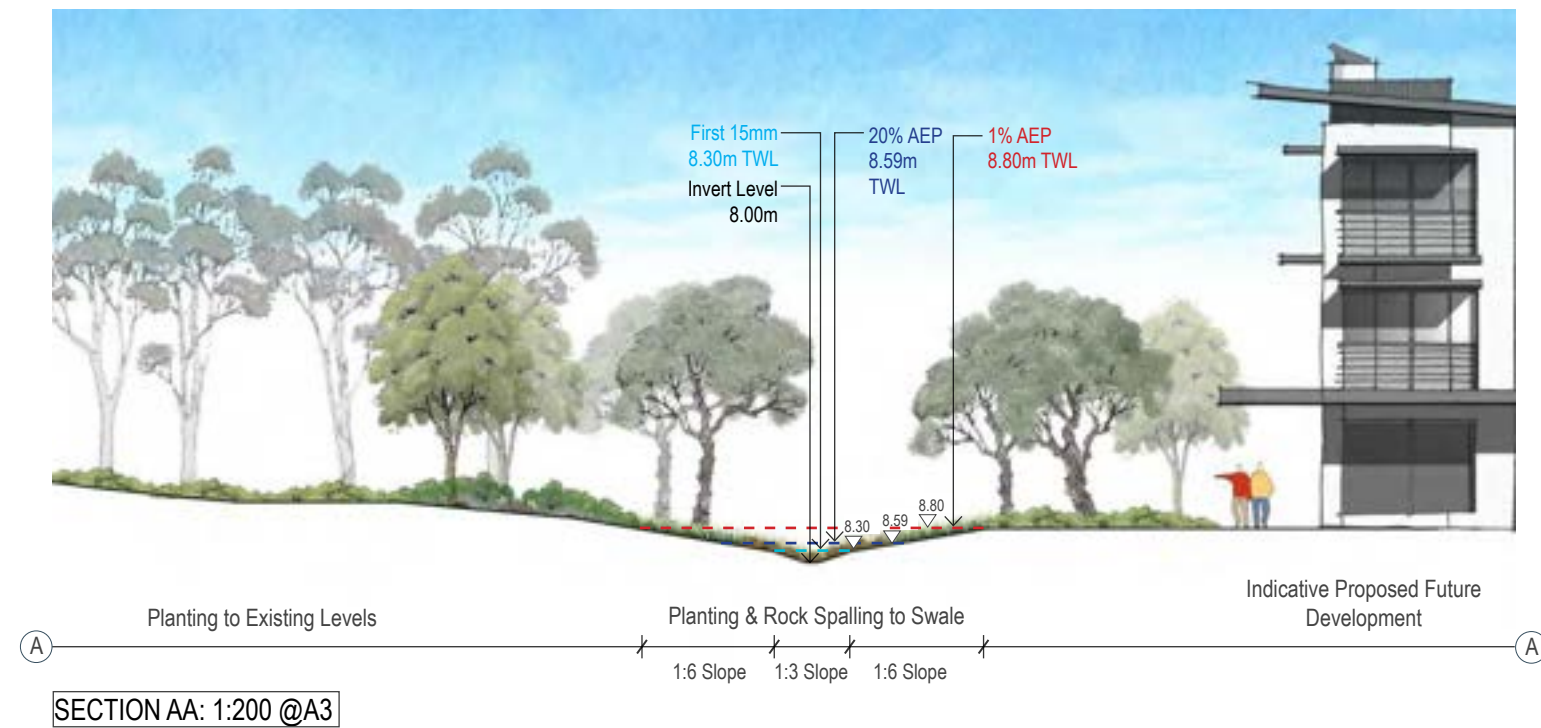 First 15mm
8.30m TWL
Invert Level
8.00m
20% AEP
8.59m
TWL
1% AEP
8.80m TWL
8.30
8.59
8.80
Planting to Existing Levels
Planting & Rock Spalling to Swale
Indicative Proposed Future
Development
A
A
1:6 Slope
1:3 Slope
1:6 Slope
SECTION AA: 1:200 @A3